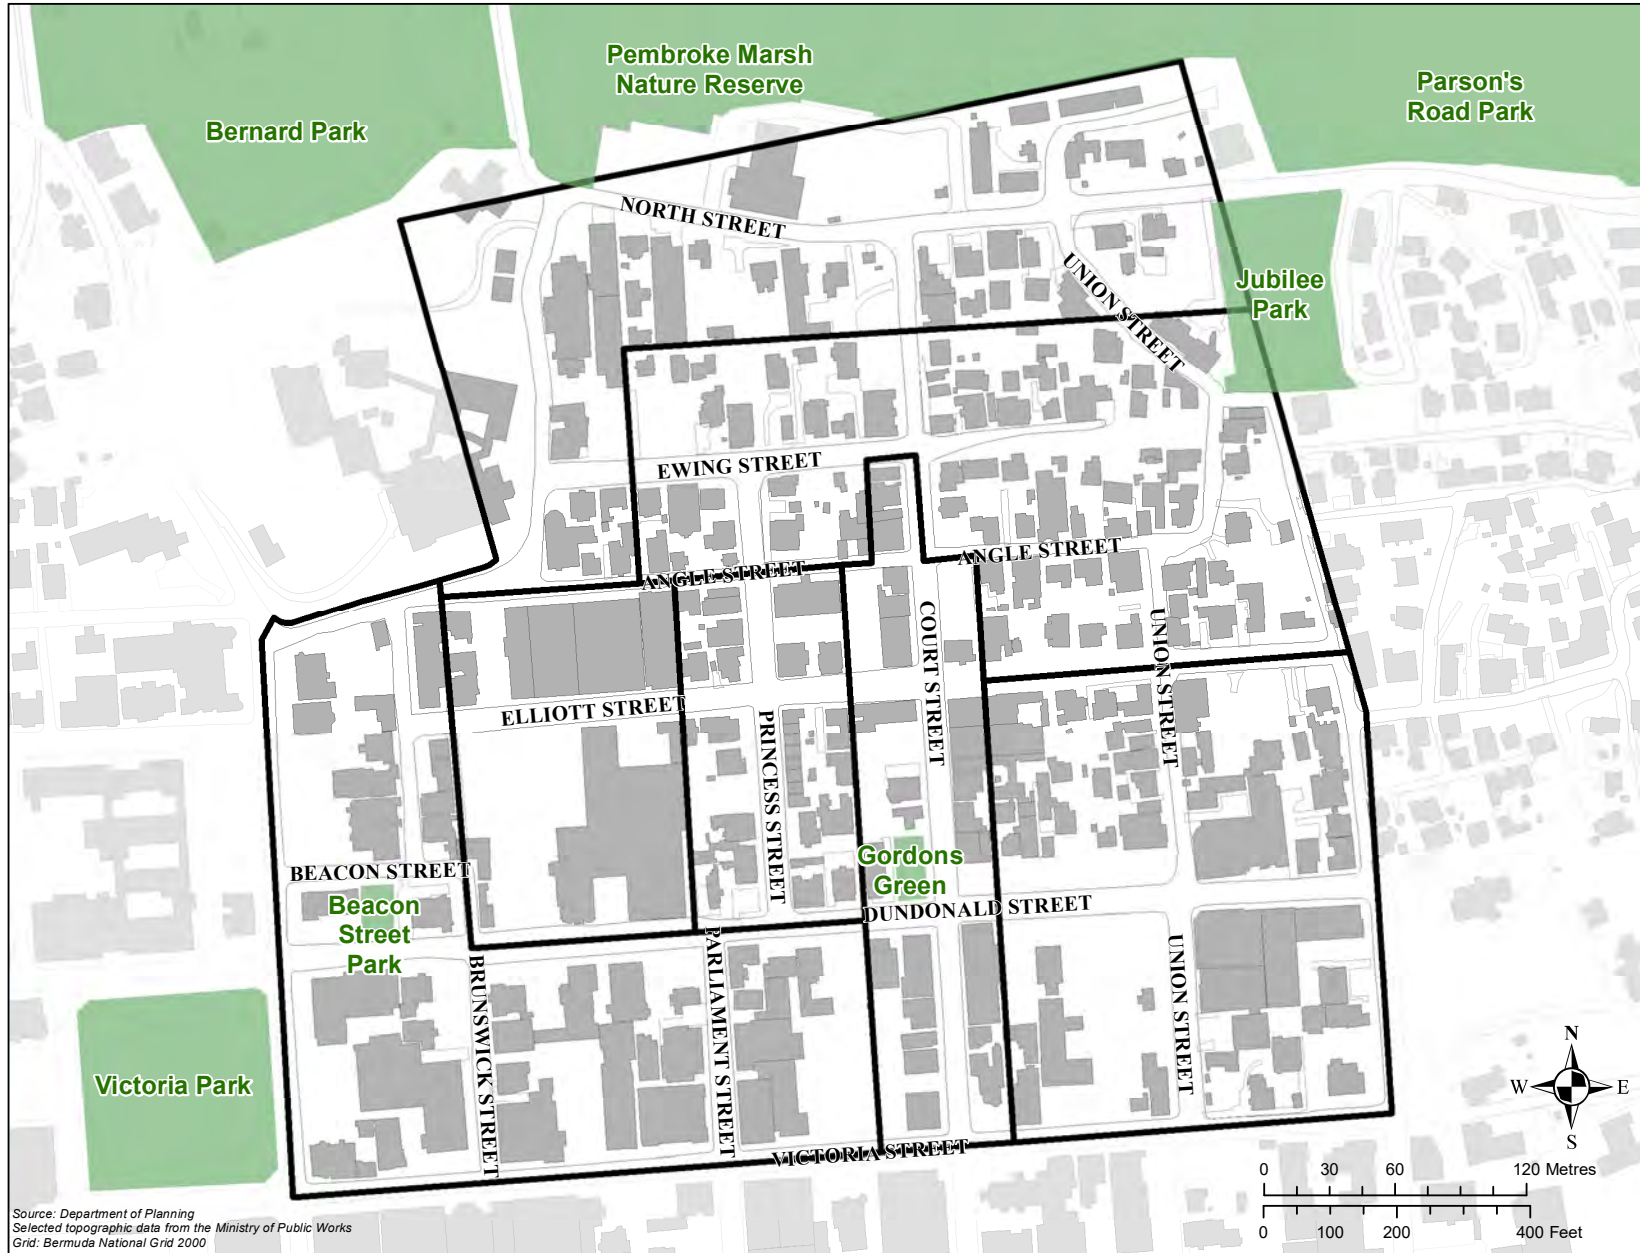 Pembroke Marsh
Nature Reserve
Parson's
Road Park
Bernard Park
NORTH STREET
UNION STREET
Jubilee
Park
EWING STREET
ANGLE STREET
ANGLE STREET
COURT STREET
UNION STREET
ELLIOTT STREET
PRINCESS STREET
BEACON STREET
Gordons
Green
Beacon
Street
Park
DUNDONALD STREET
BRUNSWICK STREET
PARLIAMENT STREET
UNION STREET
Victoria Park
VICTORIA STREET
N
W E
S
0 30 60 120 Metres
0 100 200 400 Feet
Source: Department of Planning
Selected topographic data from the Ministry of Public Works
Grid: Bermuda National Grid 2000